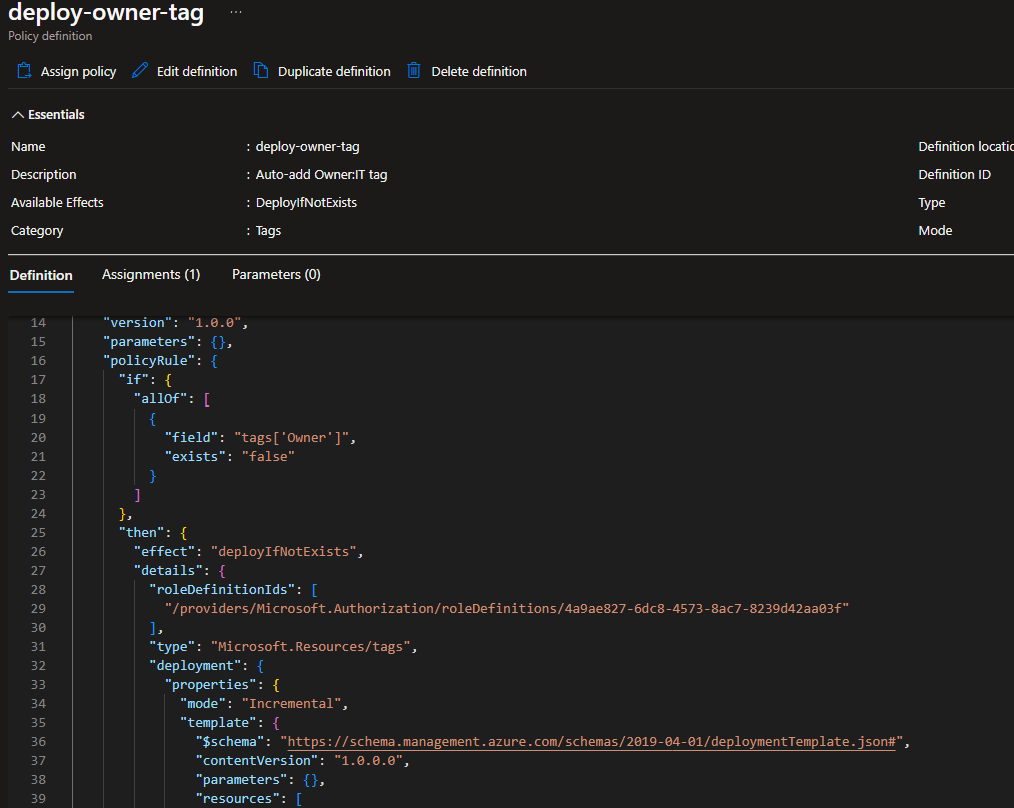 deploy-owner-tag ...
Policy definition
Assign policy Edit definition Duplicate definition Delete definition
Essentials
Name : deploy-owner-tag Definition locatio
Description : Auto-add Owner:IT tag Definition ID
Available Effects : DeployIfNotExists Type
Category : Tags Mode
Definition Assignments (1) Parameters (0)
14 "version": "1.0.0",
15 "parameters": {},
16 "policyRule": {
17 "if": {
18 "allOf": [
19 {
20 "field": "tags['Owner']",
21 "exists": "false"
22 }
23 ]
24 },
25 "then": {
26 "effect": "deployIfNotExists",
27 "details": {
28 "roleDefinitionIds": [
29 "/providers/Microsoft.Authorization/roleDefinitions/4a9ae827-6dc8-4573-8ac7-8239d42aa03f"
30 ],
31 "type": "Microsoft.Resources/tags",
32 "deployment": {
33 "properties": {
34 "mode": "Incremental",
35 "template": {
36 "$schema": "https://schema.management.azure.com/schemas/2019-04-01/deploymentTemplate.json#",
37 "contentVersion": "1.0.0.0",
38 "parameters": {},
39 "resources": [